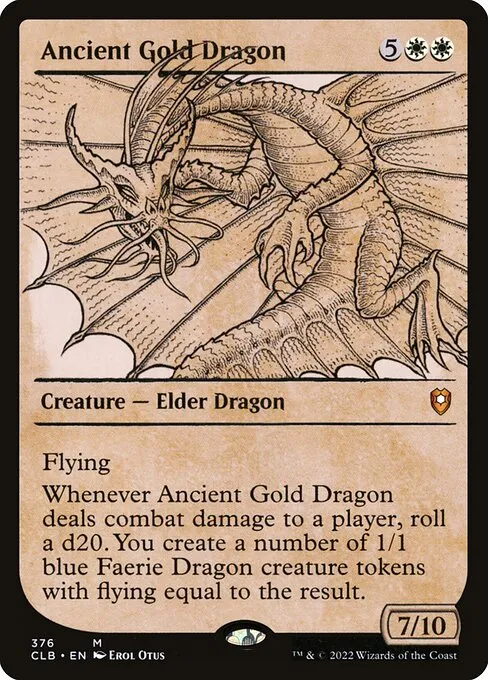 Ancient Gold Dragon 5
Creature — Elder Dragon
Flying
Whenever Ancient Gold Dragon
deals combat damage to a player, roll
a d20. You create a number of 1/1
blue Faerie Dragon creature tokens
with flying equal to the result.
7/10
376 M
CLB • EN Erol Otus
™ & © 2022 Wizards of the Coast